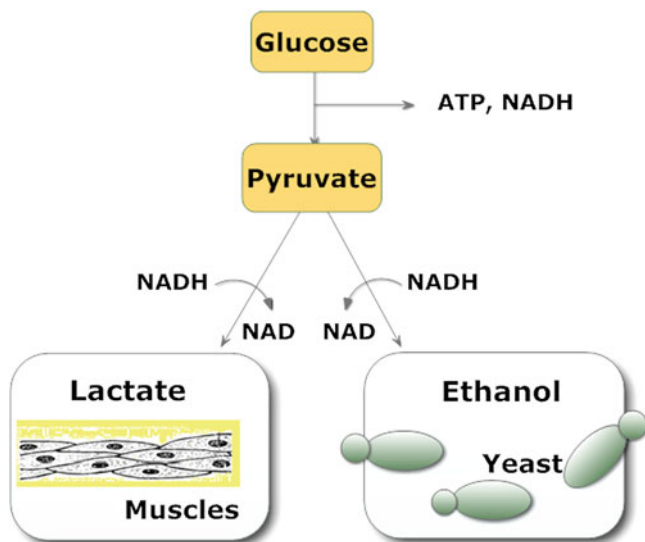 Glucose
ATP, NADH
Pyruvate
NADH
NADH
NAD
NAD
Lactate
Muscles
Ethanol
Yeast